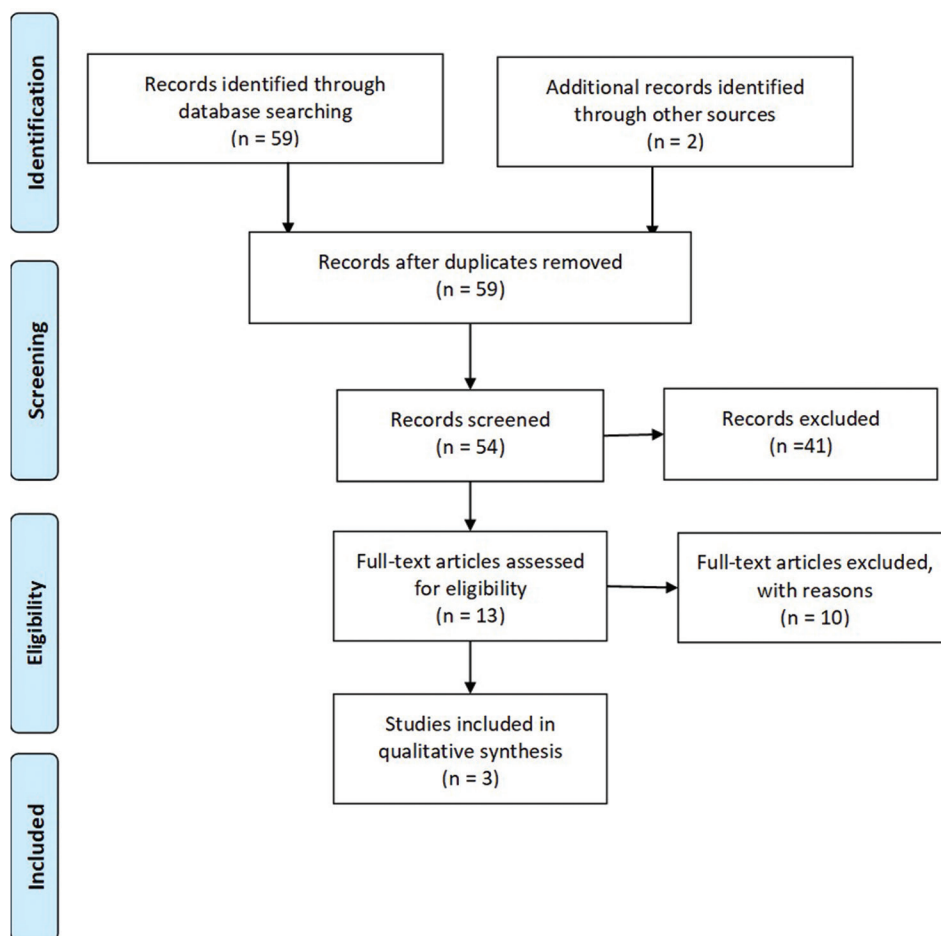 Identification
Records identified through
database searching
(n = 59)
Additional records identified
through other sources
(n = 2)
Records after duplicates removed
(n = 59)
Screening
Records screened
(n = 54)
Records excluded
(n =41)
Eligibility
Full-text articles assessed
for eligibility
(n = 13)
Full-text articles excluded,
with reasons
(n = 10)
Studies included in
qualitative synthesis
(n = 3)
Included